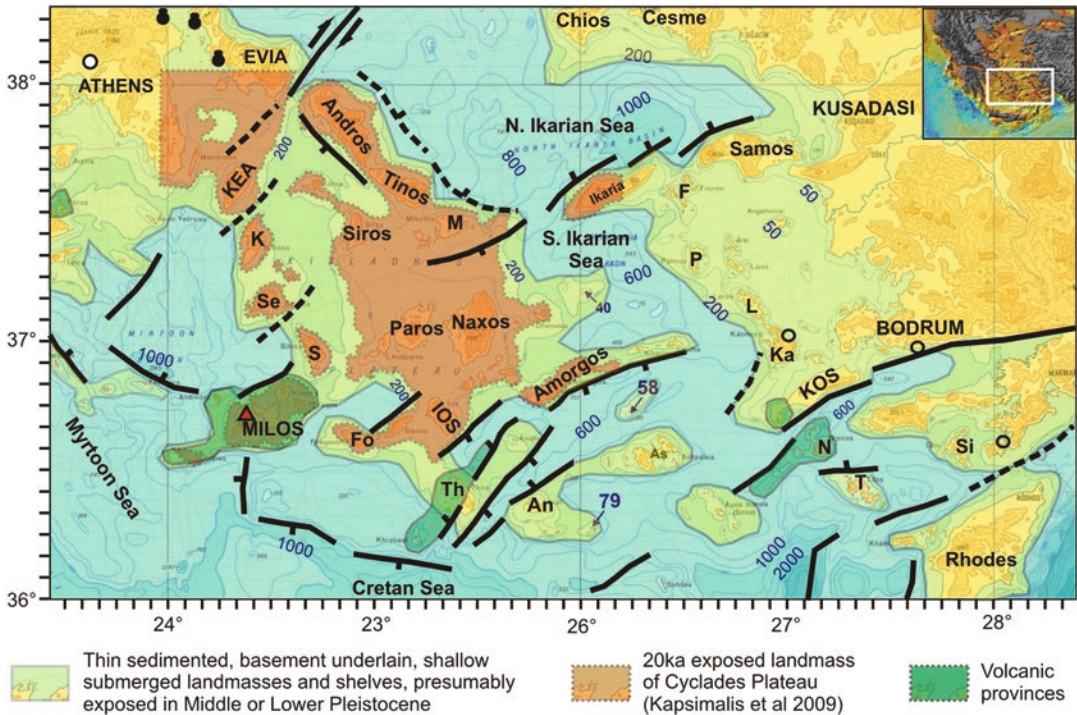 Chios
Cesme
EVIA
200
38°
ATHENS
1000
KUSADASI
Andros
N. Ikarian Sea
NORTH IKARIA BASIN
200
800
Samos
KEA
Tinos
Ikaria
F
50
M
Siros
K
S. Ikarian
Sea
50
P
200
600
Se
40
200
L
37°
Paros
Naxos
BODRUM
S
Ka
1000
Amorgos
KOS
200
58
MILOS
IOS
600
600
Fo
N
Si
As
Myrtoon Sea
Th
T
An
79
1000
1000
2000
Rhodes
Cretan Sea
36°
24°
23°
26°
27°
28°
Thin sedimented, basement underlain, shallow
submerged landmasses and shelves, presumably
exposed in Middle or Lower Pleistocene
20ka exposed landmass
of Cyclades Plateau
(Kapsimalis et al 2009)
Volcanic
provinces